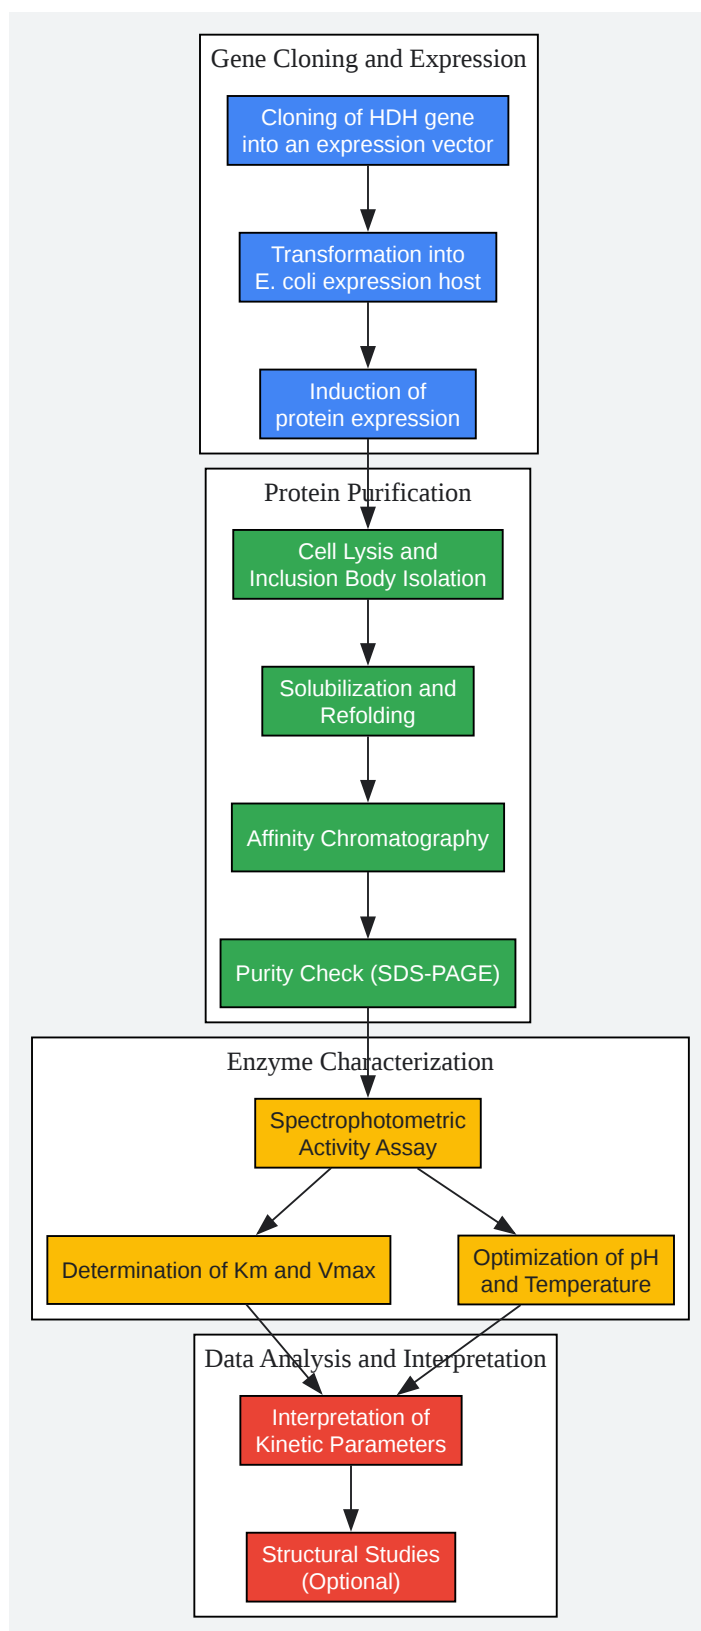 Gene Cloning and Expression
Cloning of HDH gene
into an expression vector
Transformation into
E. coli expression host
Induction of
protein expression
Protein Purification
Cell Lysis and
Inclusion Body Isolation
Solubilization and
Refolding
Affinity Chromatography
Purity Check (SDS-PAGE)
Enzyme Characterization
Spectrophotometric
Activity Assay
Determination of Km and Vmax
Optimization of pH
and Temperature
Data Analysis and Interpretation
Interpretation of
Kinetic Parameters
Structural Studies
(Optional)